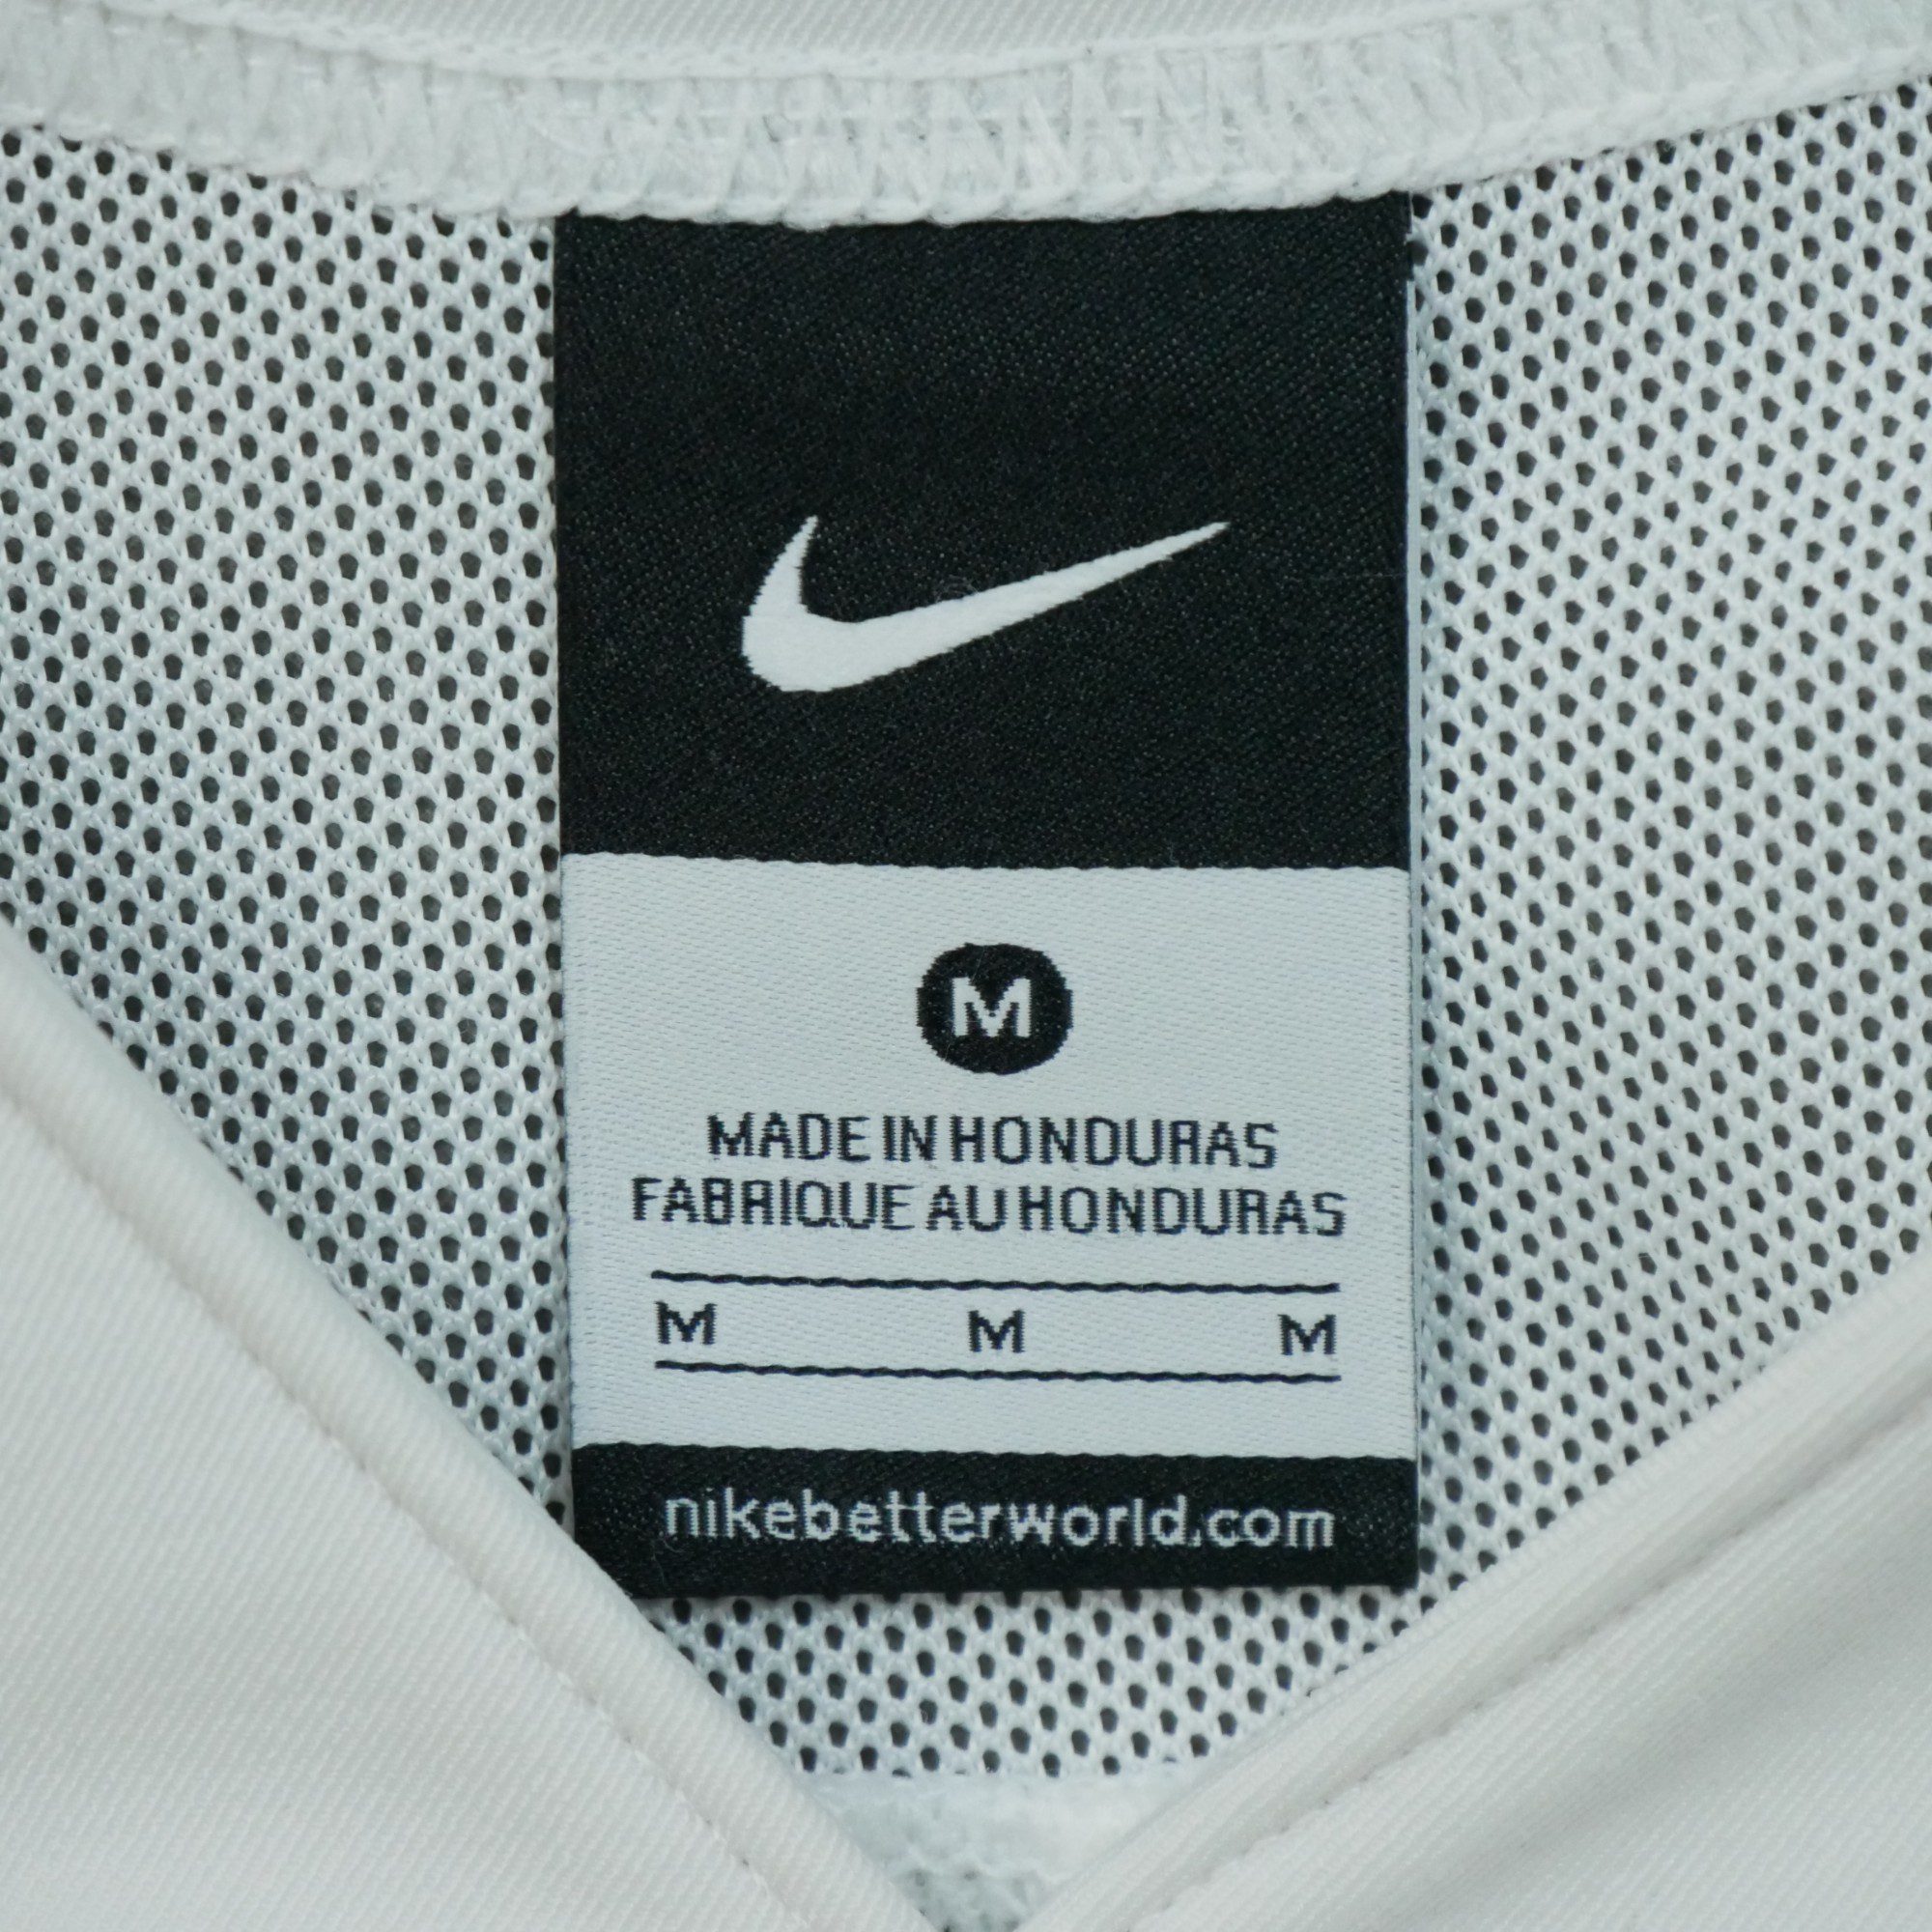 M
MADE IN HONDURAS
FABRIQUE AU HONDURAS
M M M
nikebetterworld.com